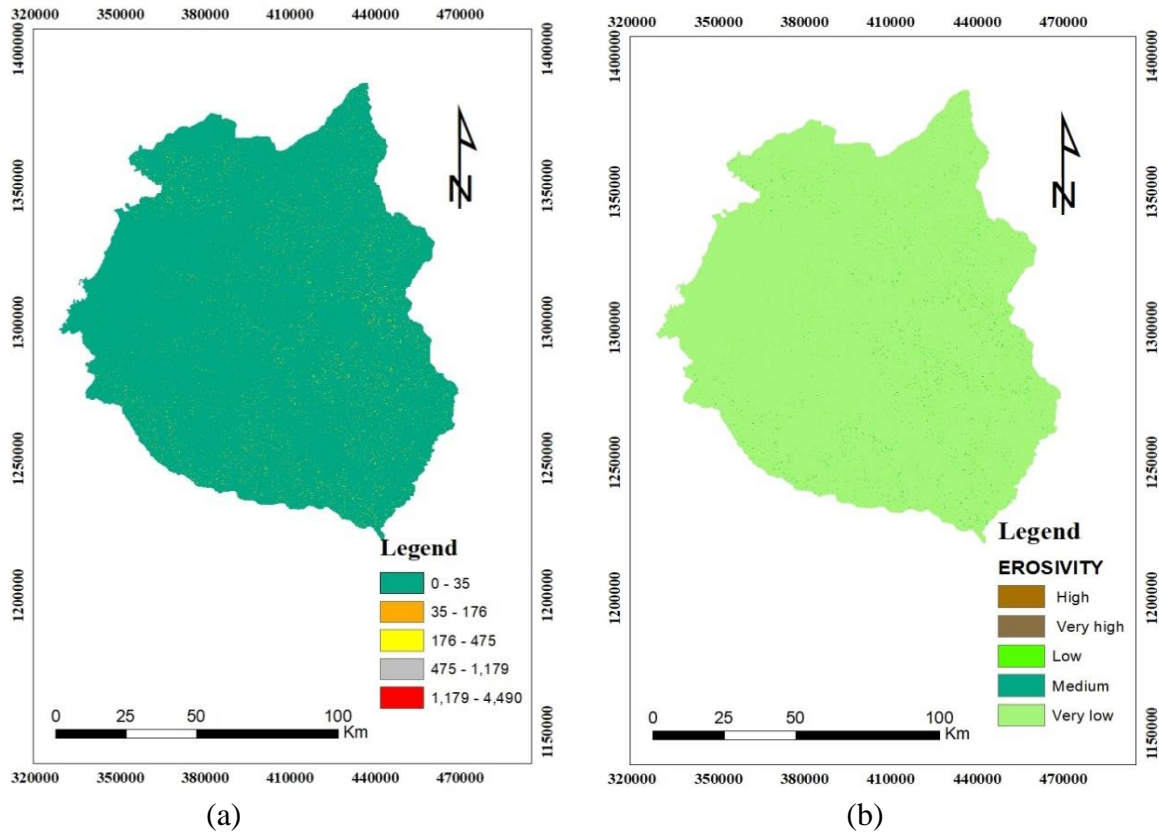 320000 350000 380000 410000 440000 470000
1400000 1400000
1350000 1350000
1300000 1300000
1250000 1250000
1200000 1200000
1150000
N
Legend
0 - 35
35 - 176
176 - 475
475 - 1,179
1,179 - 4,490
0 25 50 100
Km
320000 350000 380000 410000 440000 470000
(a)
320000 350000 380000 410000 440000 470000
1400000 1400000
1350000 1350000
1300000 1300000
1250000 1250000
1200000 1200000
1150000
N
Legend
EROSIVITY
High
Very high
Low
Medium
Very low
0 25 50 100
Km
320000 350000 380000 410000 440000 470000
(b)